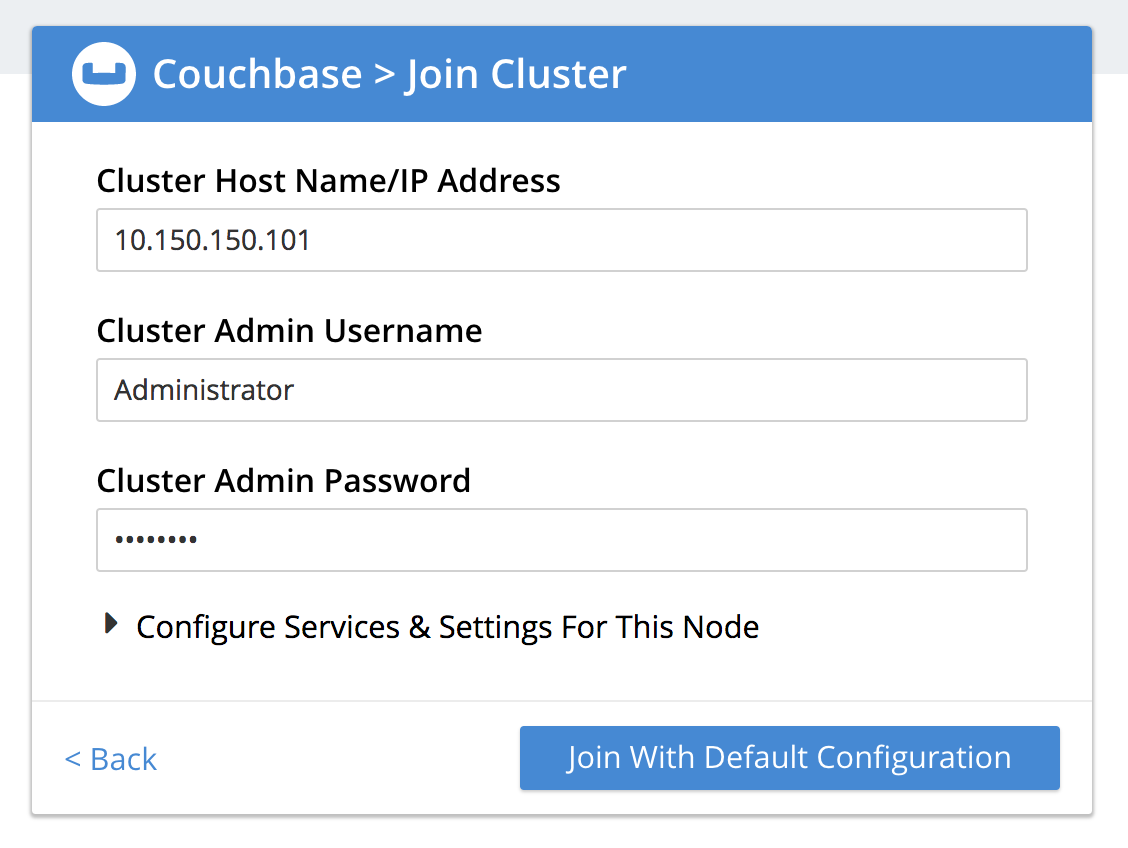 Couchbase > Join Cluster
Cluster Host Name/IP Address
10.150.150.101
Cluster Admin Username
Administrator
Cluster Admin Password
••••••••
Configure Services & Settings For This Node
< Back
Join With Default Configuration